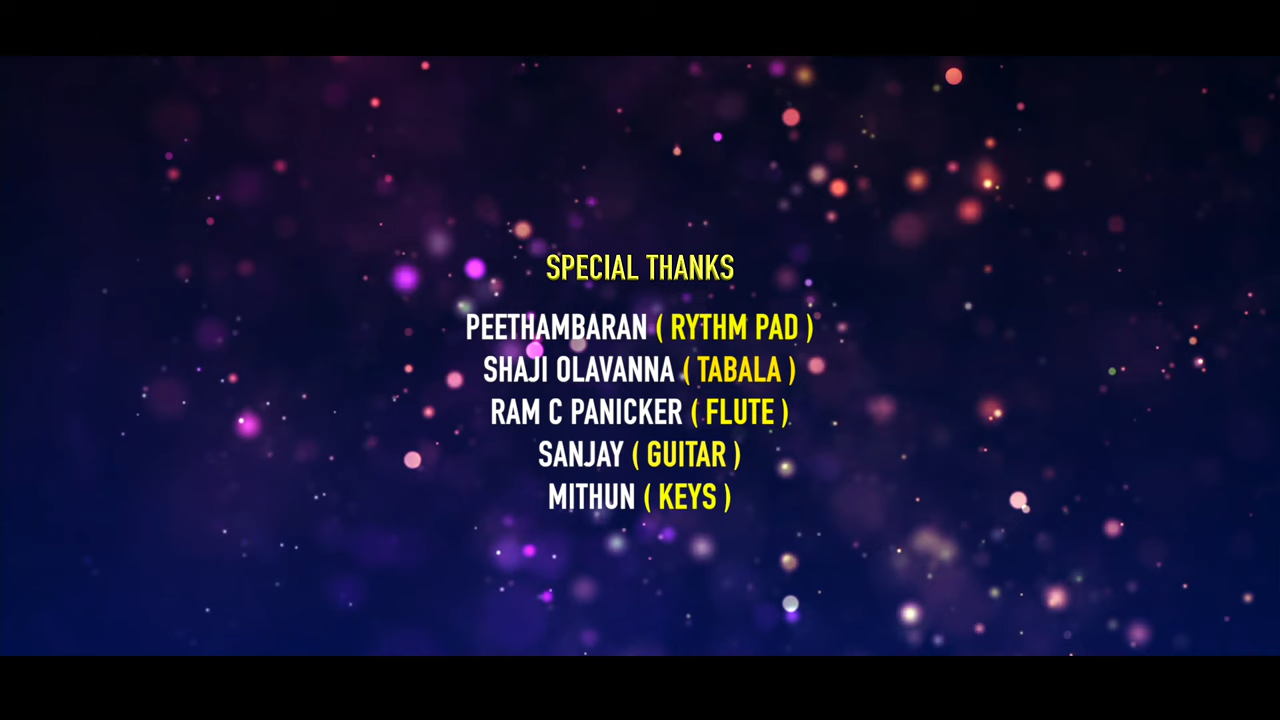 SPECIAL THANKS
PEETHAMBARAN ( RYTHM PAD )
SHAJI OLAVANNA ( TABALA )
RAM C PANICKER ( FLUTE )
SANJAY ( GUITAR )
MITHUN ( KEYS )